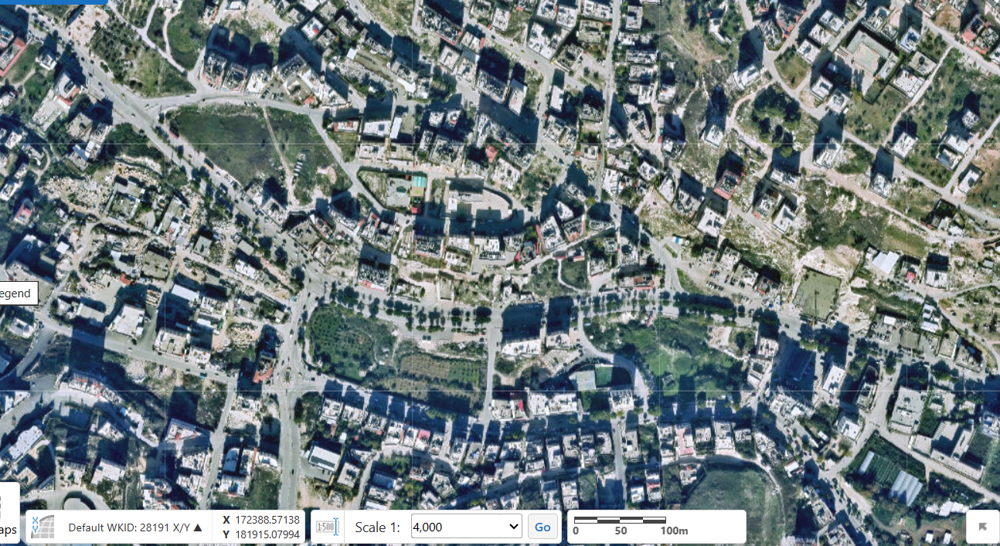 egend
aps
Default WKID: 28191 X/Y ▲
X 172388.57138
Y 181915.07994
1:500
Scale 1:
4,000
Go
0 50 100m